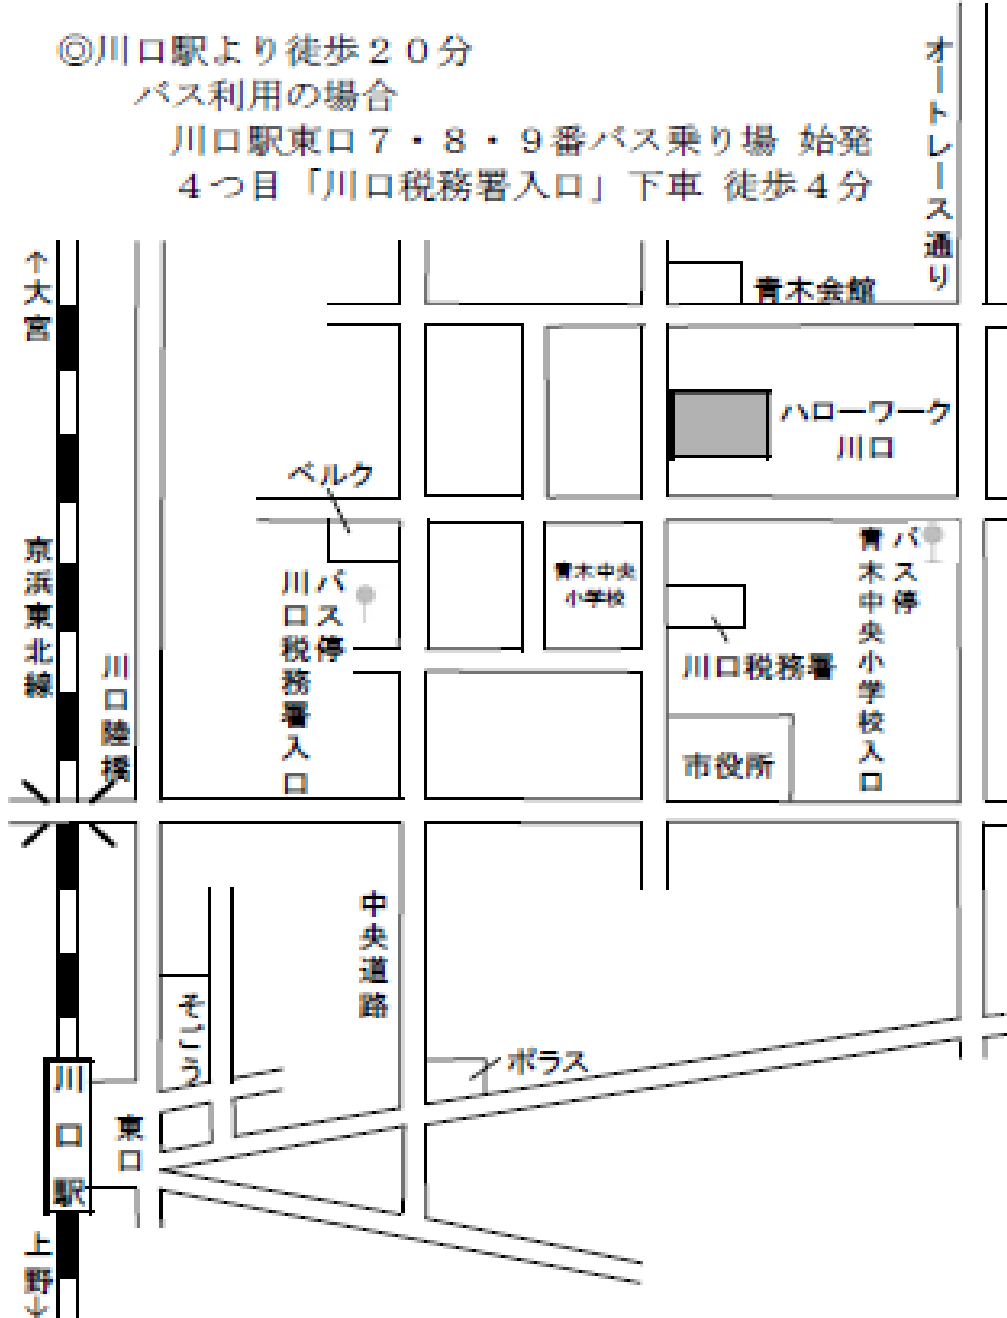 ◎川口駅より徒歩２０分
バス利用の場合
川口駅東口７・８・９番バス乗り場 始発
４つ目「川口税務署入口」下車 徒歩４分
オートレース通り
↑大宮
青木会館
ハローワーク
川口
ベルク
京浜東北線
川口陸橋
バス停
川口税務署入口
青木中央
小学校
バス停
青木中央小学校入口
川口税務署
市役所
中央道路
そごう
ポラス
川口駅
東口
上野↓